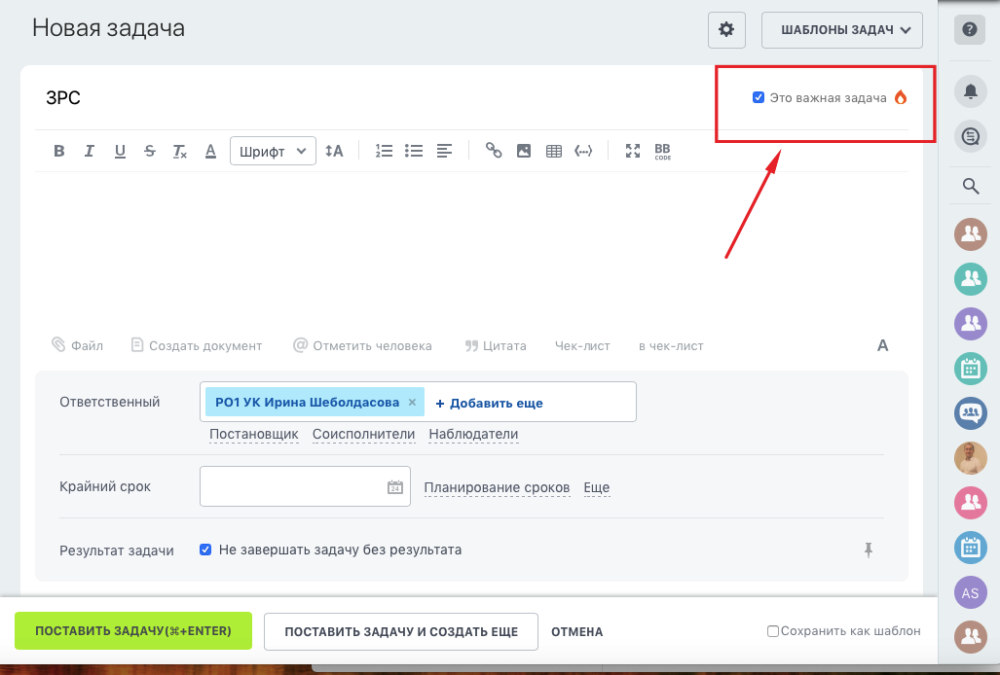 Новая задача
ШАБЛОНЫ ЗАДАЧ
ЗРС
Это важная задача
B I U S Tx A Шрифт A BB CODE
Файл Создать документ Отметить человека Цитата Чек-лист в чек-лист A
Ответственный РО1 УК Ирина Шеболдасова × + Добавить еще
Постановщик Соисполнители Наблюдатели
Крайний срок 24 Планирование сроков Еще
Результат задачи Не завершать задачу без результата
AS
ПОСТАВИТЬ ЗАДАЧУ(⌘+ENTER) ПОСТАВИТЬ ЗАДАЧУ И СОЗДАТЬ ЕЩЕ ОТМЕНА Сохранить как шаблон